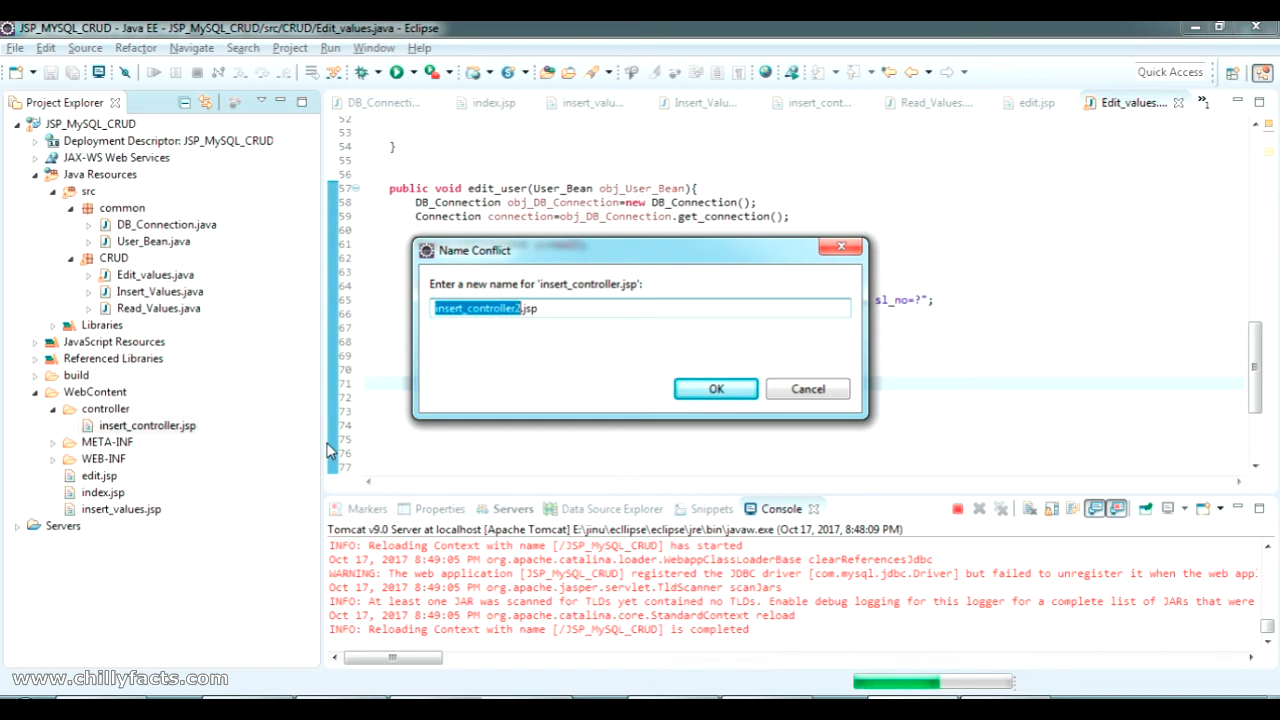 JSP_MYSQL_CRUD - Java EE - JSP_MySQL_CRUD/src/CRUD/Edit_values.java - Eclipse
File Edit Source Refactor Navigate Search Project Run Window Help
Quick Access
Project Explorer
DB_Connecti... index.jsp insert_valu... Insert_Valu... insert_cont... Read_Values.... edit.jsp Edit_values.... »1
JSP_MySQL_CRUD
Deployment Descriptor: JSP_MySQL_CRUD
JAX-WS Web Services
Java Resources
src
common
DB_Connection.java
User_Bean.java
CRUD
Edit_values.java
Insert_Values.java
Read_Values.java
Libraries
JavaScript Resources
Referenced Libraries
build
WebContent
controller
insert_controller.jsp
META-INF
WEB-INF
edit.jsp
index.jsp
insert_values.jsp
Servers
52
53
54 }
55
56
57 public void edit_user(User_Bean obj_User_Bean){
58 DB_Connection obj_DB_Connection=new DB_Connection();
59 Connection connection=obj_DB_Connection.get_connection();
60
61
62
63
64
65 sl_no=?";
66
67
68
69
70
71
72
73
74
75
76
77
Name Conflict
Enter a new name for 'insert_controller.jsp':
insert_controller2.jsp
OK Cancel
Markers Properties Servers Data Source Explorer Snippets Console
Tomcat v9.0 Server at localhost [Apache Tomcat] E:\jinu\ecllipse\eclipse\jre\bin\javaw.exe (Oct 17, 2017, 8:48:09 PM)
INFO: Reloading Context with name [/JSP_MySQL_CRUD] has started
Oct 17, 2017 8:49:05 PM org.apache.catalina.loader.WebappClassLoaderBase clearReferencesJdbc
WARNING: The web application [JSP_MySQL_CRUD] registered the JDBC driver [com.mysql.jdbc.Driver] but failed to unregister it when the web app
Oct 17, 2017 8:49:05 PM org.apache.jasper.servlet.TldScanner scanJars
INFO: At least one JAR was scanned for TLDs yet contained no TLDs. Enable debug logging for this logger for a complete list of JARs that were
Oct 17, 2017 8:49:05 PM org.apache.catalina.core.StandardContext reload
INFO: Reloading Context with name [/JSP_MySQL_CRUD] is completed
www.chillyfacts.com